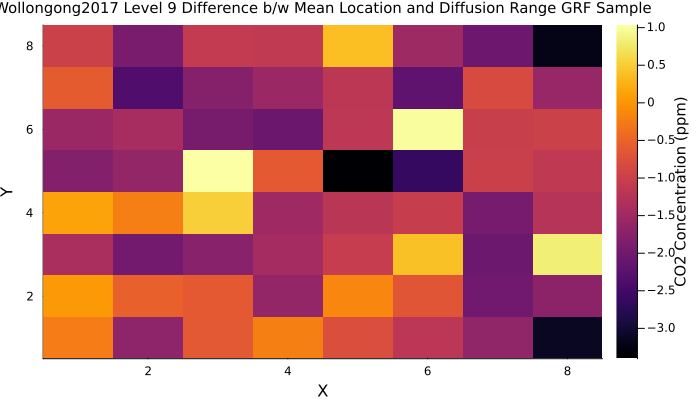 Wollongong2017 Level 9 Difference b/w Mean Location and Diffusion Range GRF Sample
8
6
4
2
Y
2 4 6 8
X
1.0
0.5
0
−0.5
−1.0
−1.5
−2.0
−2.5
−3.0
CO2 Concentration (ppm)